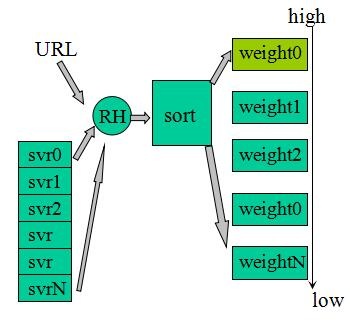 high
URL
weight0
RH
sort
weight1
svr0
weight2
svr1
svr2
weight0
svr
svr
weightN
svrN
low